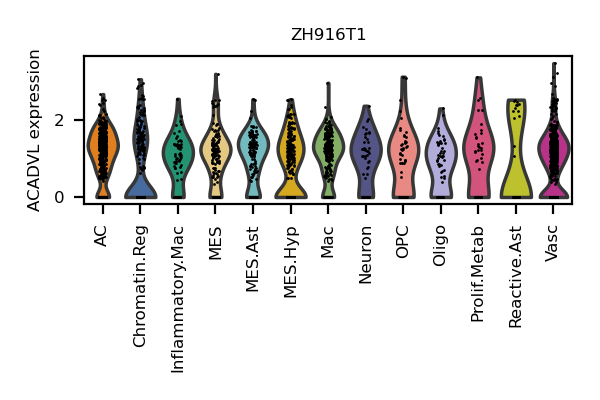 ZH916T1
ACADVL expression
2
0
AC
Chromatin.Reg
Inflammatory.Mac
MES
MES.Ast
MES.Hyp
Mac
Neuron
OPC
Oligo
Prolif.Metab
Reactive.Ast
Vasc